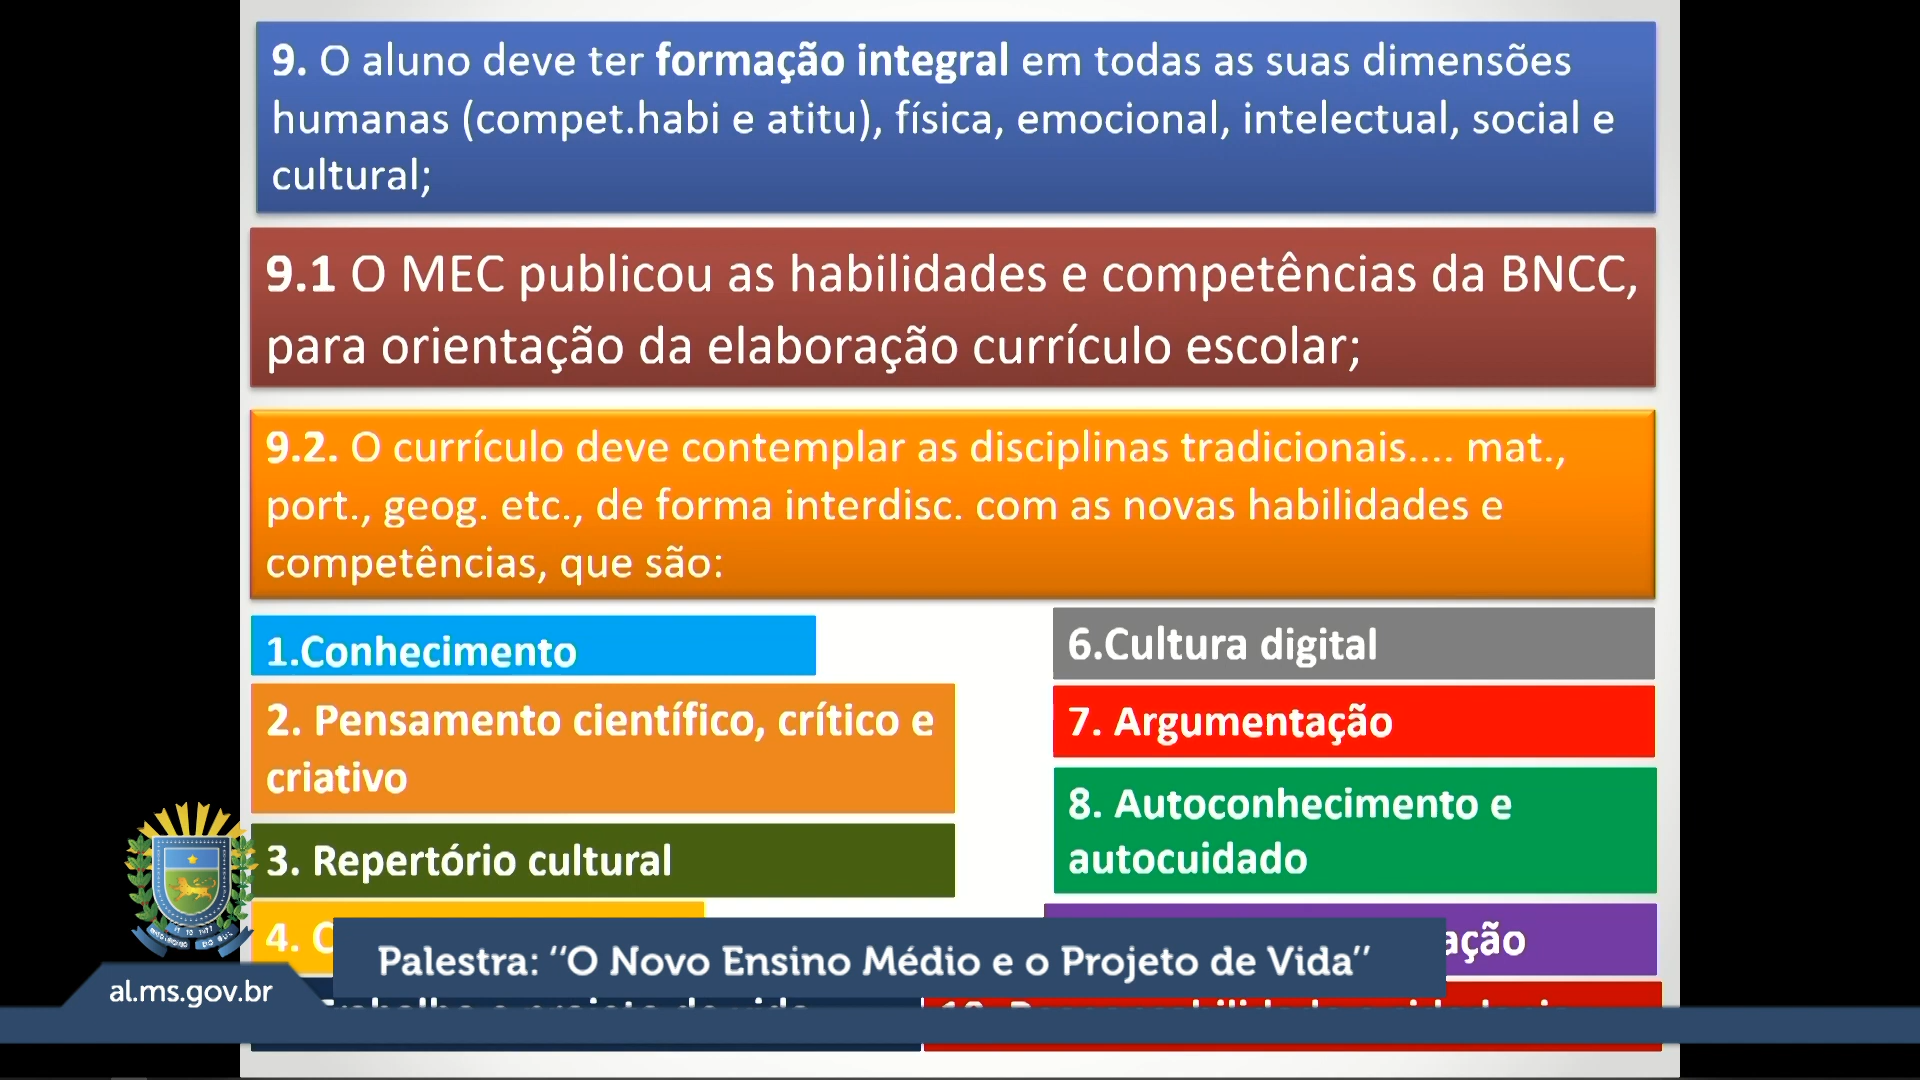 9. O aluno deve ter formação integral em todas as suas dimensões
humanas (compet.habi e atitu), física, emocional, intelectual, social e
cultural;
9.1 O MEC publicou as habilidades e competências da BNCC,
para orientação da elaboração currículo escolar;
9.2. O currículo deve contemplar as disciplinas tradicionais.... mat.,
port., geog. etc., de forma interdisc. com as novas habilidades e
competências, que são:
1.Conhecimento
2. Pensamento científico, crítico e
criativo
3. Repertório cultural
4. C
6.Cultura digital
7. Argumentação
8. Autoconhecimento e
autocuidado
ação
Palestra: ‘‘O Novo Ensino Médio e o Projeto de Vida’’
al.ms.gov.br